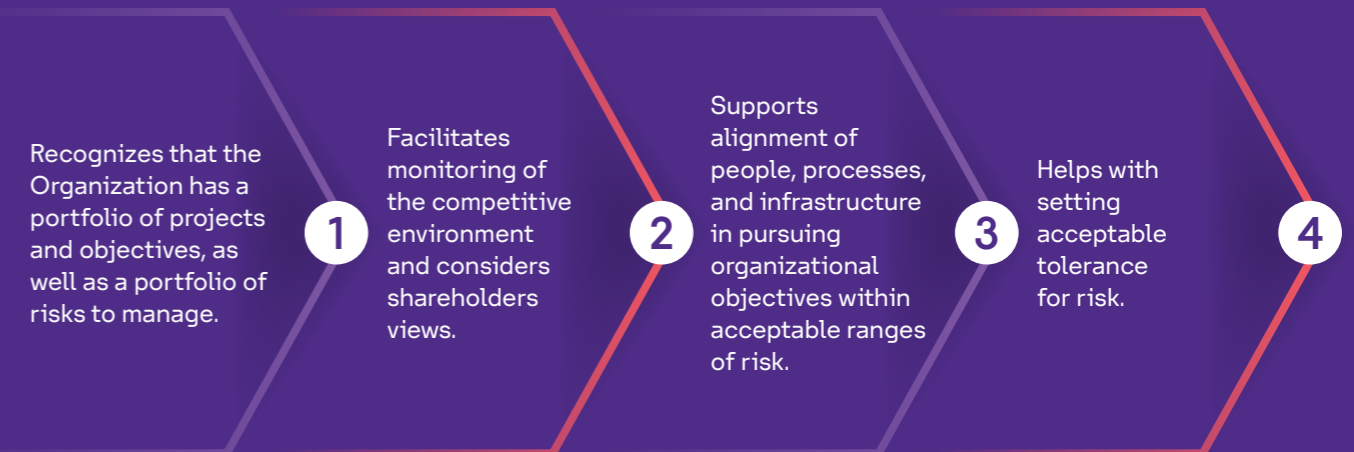 Recognizes that the
Organization has a
portfolio of projects
and objectives, as
well as a portfolio of
risks to manage.
1
Facilitates
monitoring of
the competitive
environment
and considers
shareholders
views.
2
Supports
alignment of
people, processes,
and infrastructure
in pursuing
organizational
objectives within
acceptable ranges
of risk.
3
Helps with
setting
acceptable
tolerance
for risk.
4